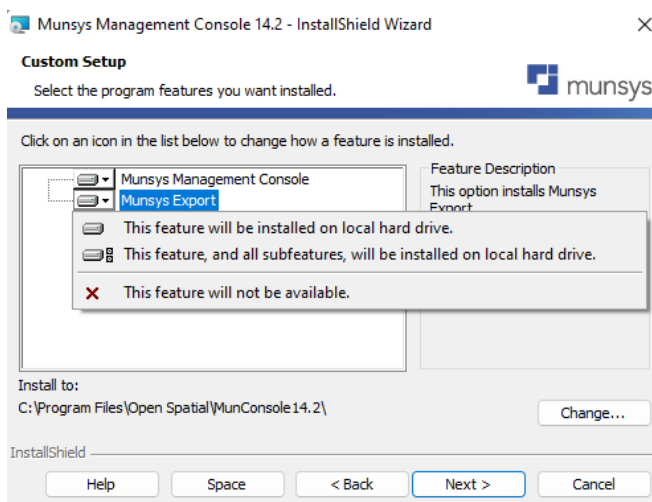 Munsys Management Console 14.2 - InstallShield Wizard
Custom Setup
Select the program features you want installed.
munsys
Click on an icon in the list below to change how a feature is installed.
Munsys Management Console
Munsys Export
Feature Description
This option installs Munsys
Export
This feature will be installed on local hard drive.
This feature, and all subfeatures, will be installed on local hard drive.
This feature will not be available.
Install to:
C:\Program Files\Open Spatial\MunConsole14.2\
Change...
InstallShield
Help
Space
< Back
Next >
Cancel